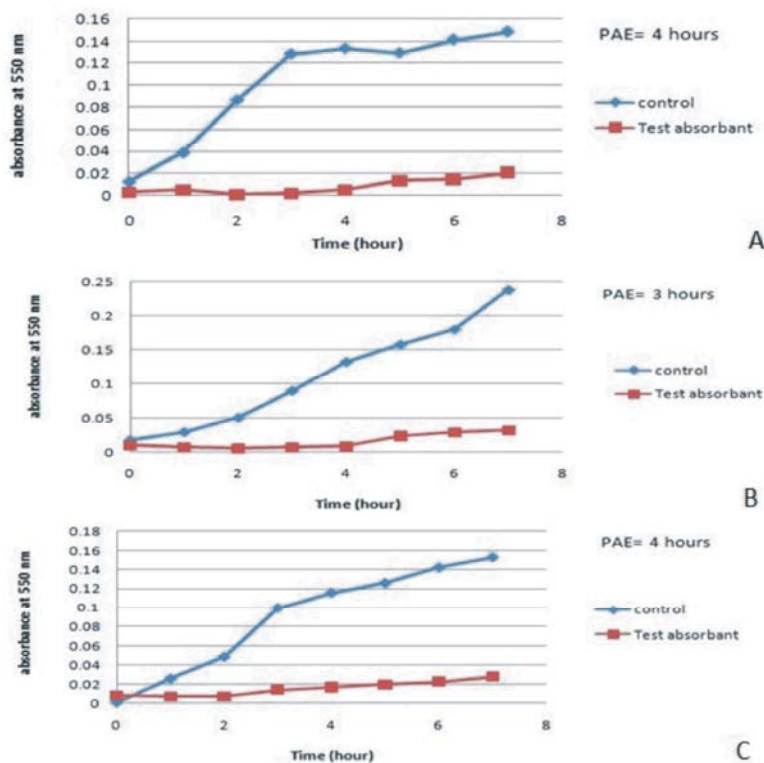 0.16
0.14
0.12
0.1
0.08
0.06
0.04
0.02
0
absorbance at 550 nm
0 2 4 6 8
Time (hour)
PAE= 4 hours
control
Test absorbant
A
0.25
0.2
0.15
0.1
0.05
0
absorbance at 550 nm
0 2 4 6 8
Time (hour)
PAE= 3 hours
control
Test absorbant
B
0.18
0.16
0.14
0.12
0.1
0.08
0.06
0.04
0.02
0
absorbance at 550 nm
0 2 4 6 8
Time (hour)
PAE= 4 hours
control
Test absorbant
C